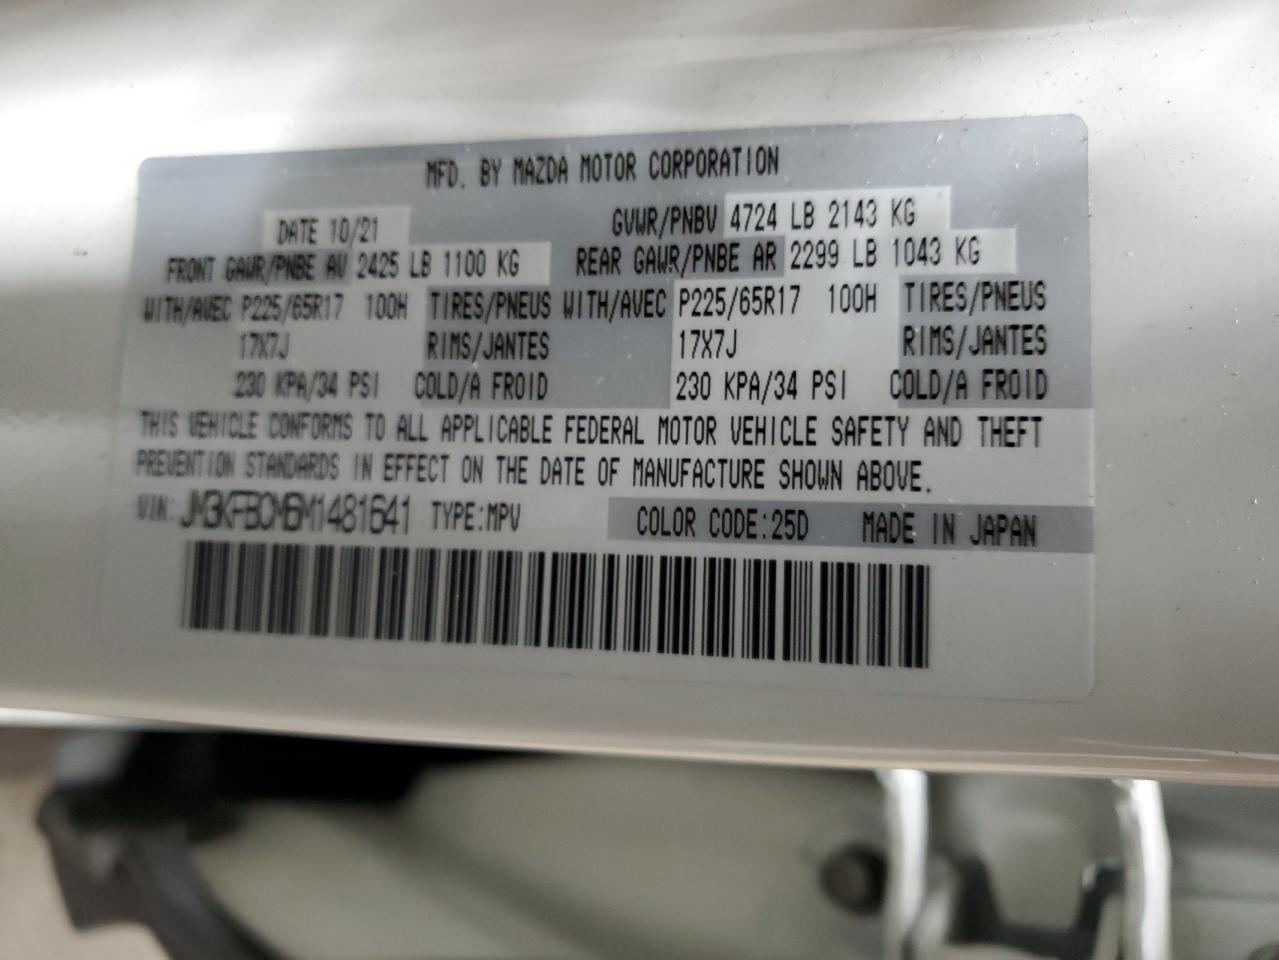 MFD. BY MAZDA MOTOR CORPORATION
DATE 10/21 GVWR/PNBV 4724 LB 2143 KG
FRONT GAWR/PNBE AV 2425 LB 1100 KG REAR GAWR/PNBE AR 2299 LB 1043 KG
WITH/AVEC P225/65R17 100H TIRES/PNEUS WITH/AVEC P225/65R17 100H TIRES/PNEUS
17X7J RIMS/JANTES 17X7J RIMS/JANTES
230 KPA/34 PSI COLD/A FROID 230 KPA/34 PSI COLD/A FROID
THIS VEHICLE CONFORMS TO ALL APPLICABLE FEDERAL MOTOR VEHICLE SAFETY AND THEFT
PREVENTION STANDARDS IN EFFECT ON THE DATE OF MANUFACTURE SHOWN ABOVE.
VIN: JM3KFBCM6M1481641 TYPE:MPV COLOR CODE:25D MADE IN JAPAN